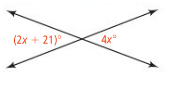 (2x + 21)° 4x°